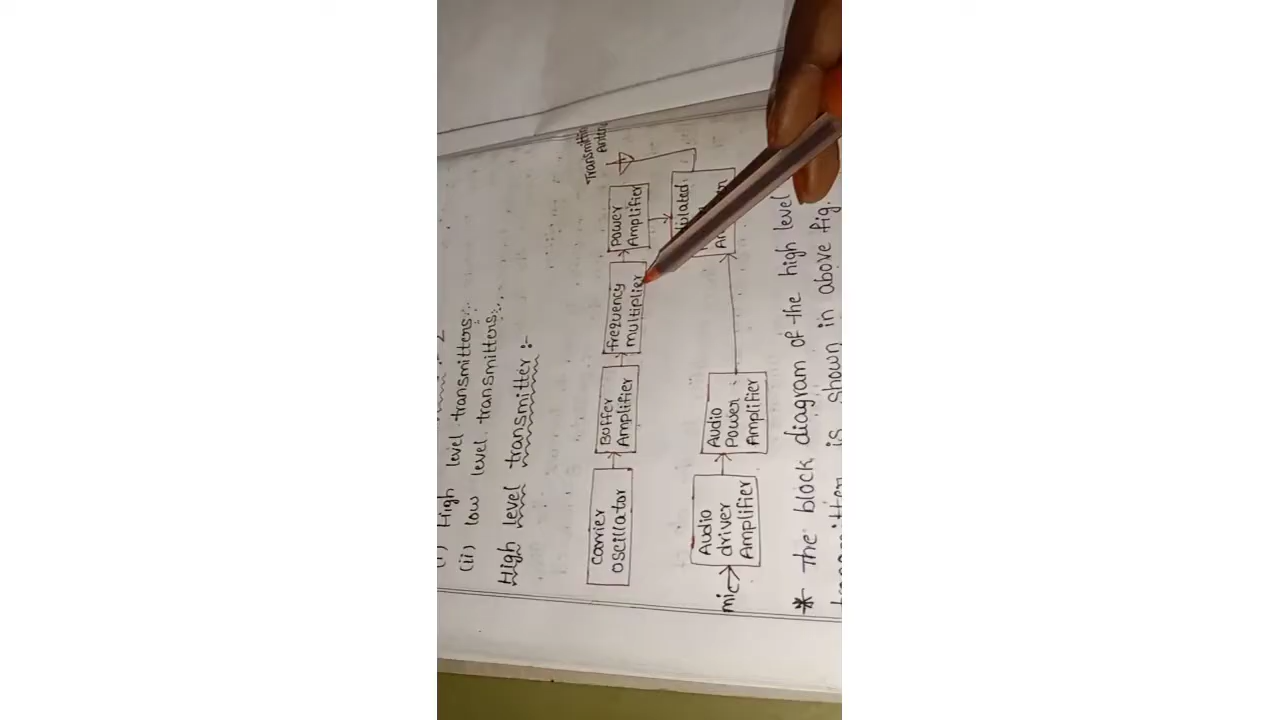 (i) High level transmitters:
(ii) low level transmitters:
High level transmitter :-
Carrier
oscillator
Buffer
Amplifier
frequency
multiplier
power
Amplifier
Transmitting
mic
Audio
driver
Amplifier
Audio
power
Amplifier
* The block diagram of the high level
is shown in above fig.